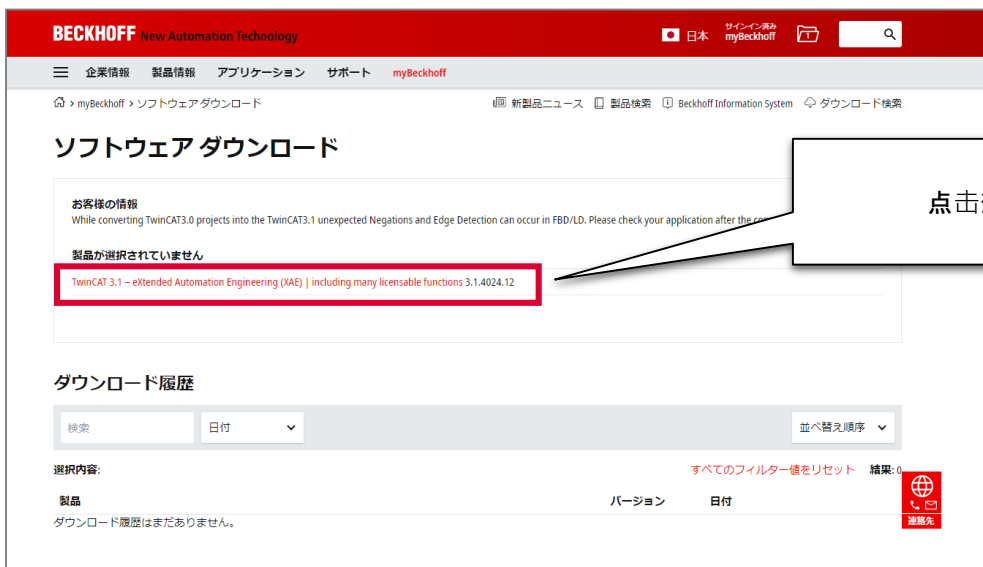 BECKHOFF New Automation Technology
日本
サインイン済み
myBeckhoff
企業情報 製品情報 アプリケーション サポート myBeckhoff
myBeckhoff › ソフトウェア ダウンロード
新製品ニュース 製品検索 Beckhoff Information System ダウンロード検索
ソフトウェア ダウンロード
お客様の情報
While converting TwinCAT3.0 projects into the TwinCAT3.1 unexpected Negations and Edge Detection can occur in FBD/LD. Please check your application after the
点击
製品が選択されていません
TwinCAT 3.1 – eXtended Automation Engineering (XAE) | including many licensable functions 3.1.4024.12
ダウンロード履歴
検索 日付 並べ替え順序
選択内容: すべてのフィルター値をリセット 結果: 0
製品 バージョン 日付
ダウンロード履歴はまだありません。
連絡先